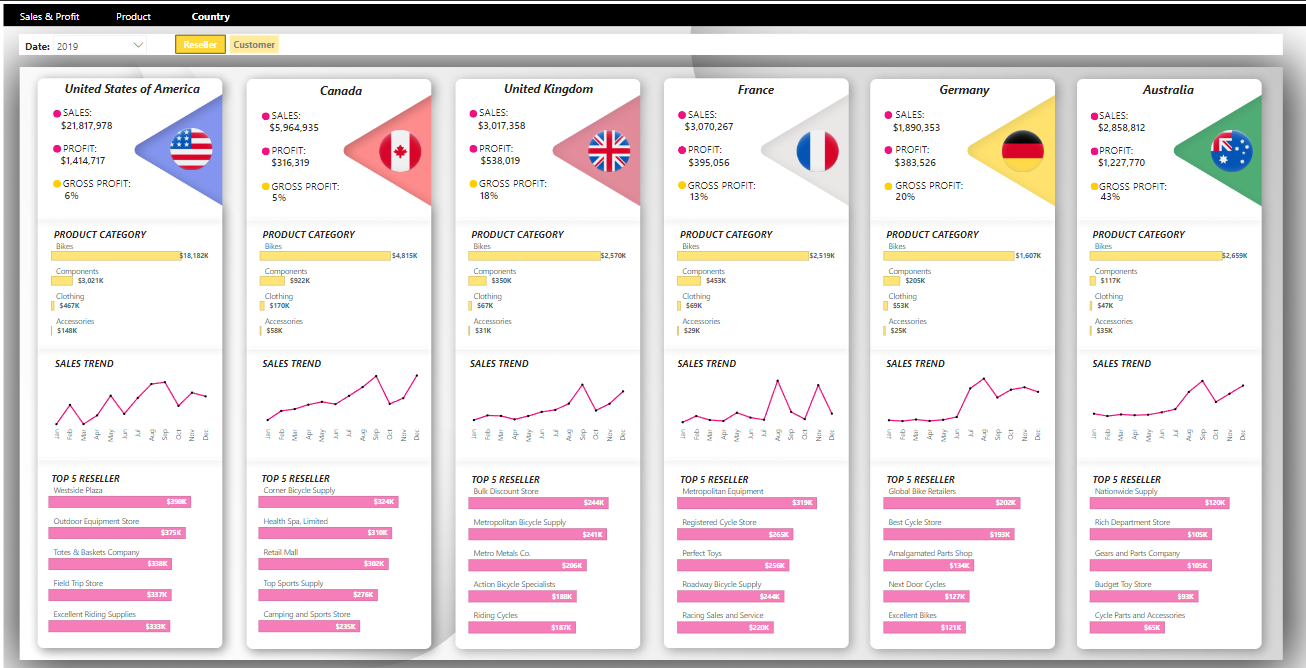 Sales & Profit
Product
Country
Date:
2019
Reseller
Customer
United States of America
SALES:
$21,817,978
PROFIT:
$1,414,717
GROSS PROFIT:
6%
PRODUCT CATEGORY
Bikes
$18,182K
Components
$3,021K
Clothing
$467K
Accessories
$148K
SALES TREND
Jan Feb Mar Apr May Jun Jul Aug Sep Oct Nov Dec
TOP 5 RESELLER
Westside Plaza
$398K
Outdoor Equipment Store
$375K
Totes & Baskets Company
$338K
Field Trip Store
$337K
Excellent Riding Supplies
$333K
Canada
SALES:
$5,964,935
PROFIT:
$316,319
GROSS PROFIT:
5%
PRODUCT CATEGORY
Bikes
$4,815K
Components
$922K
Clothing
$170K
Accessories
$58K
SALES TREND
Jan Feb Mar Apr May Jun Jul Aug Sep Oct Nov Dec
TOP 5 RESELLER
Corner Bicycle Supply
$324K
Health Spa, Limited
$310K
Retail Mall
$302K
Top Sports Supply
$276K
Camping and Sports Store
$235K
United Kingdom
SALES:
$3,017,358
PROFIT:
$538,019
GROSS PROFIT:
18%
PRODUCT CATEGORY
Bikes
$2,570K
Components
$350K
Clothing
$67K
Accessories
$31K
SALES TREND
Jan Feb Mar Apr May Jun Jul Aug Sep Oct Nov Dec
TOP 5 RESELLER
Bulk Discount Store
$244K
Metropolitan Bicycle Supply
$241K
Metro Metals Co.
$206K
Action Bicycle Specialists
$188K
Riding Cycles
$187K
France
SALES:
$3,070,267
PROFIT:
$395,056
GROSS PROFIT:
13%
PRODUCT CATEGORY
Bikes
$2,519K
Components
$453K
Clothing
$69K
Accessories
$29K
SALES TREND
Jan Feb Mar Apr May Jun Jul Aug Sep Oct Nov Dec
TOP 5 RESELLER
Metropolitan Equipment
$319K
Registered Cycle Store
$265K
Perfect Toys
$256K
Roadway Bicycle Supply
$244K
Racing Sales and Service
$220K
Germany
SALES:
$1,890,353
PROFIT:
$383,526
GROSS PROFIT:
20%
PRODUCT CATEGORY
Bikes
$1,607K
Components
$205K
Clothing
$53K
Accessories
$25K
SALES TREND
Jan Feb Mar Apr May Jun Jul Aug Sep Oct Nov Dec
TOP 5 RESELLER
Global Bike Retailers
$202K
Best Cycle Store
$193K
Amalgamated Parts Shop
$134K
Next Door Cycles
$127K
Excellent Bikes
$121K
Australia
SALES:
$2,858,812
PROFIT:
$1,227,770
GROSS PROFIT:
43%
PRODUCT CATEGORY
Bikes
$2,659K
Components
$117K
Clothing
$47K
Accessories
$35K
SALES TREND
Jan Feb Mar Apr May Jun Jul Aug Sep Oct Nov Dec
TOP 5 RESELLER
Nationwide Supply
$120K
Rich Department Store
$105K
Gears and Parts Company
$105K
Budget Toy Store
$93K
Cycle Parts and Accessories
$65K